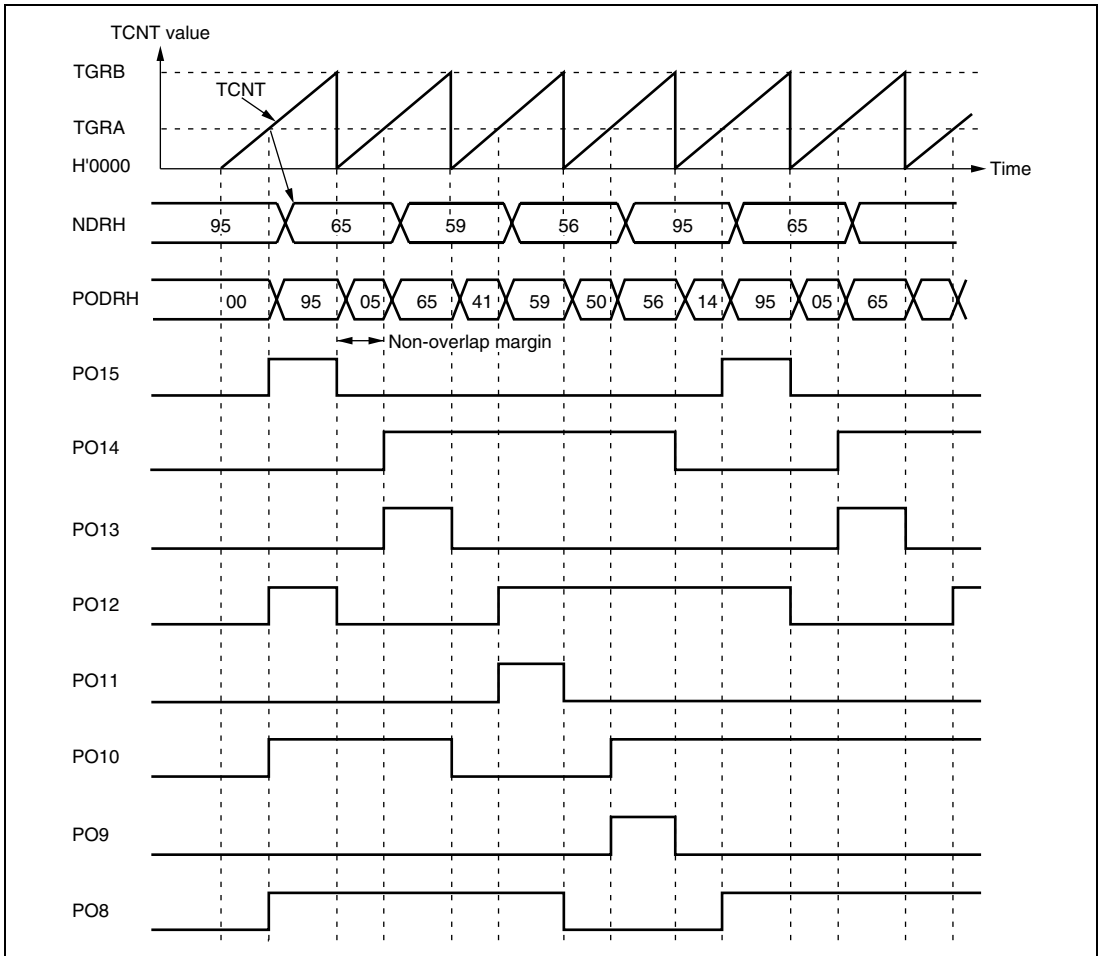 TCNT value
TGRB
TCNT
TGRA
H'0000
Time
NDRH 95 65 59 56 95 65
PODRH 00 95 05 65 41 59 50 56 14 95 05 65
Non-overlap margin
PO15
PO14
PO13
PO12
PO11
PO10
PO9
PO8